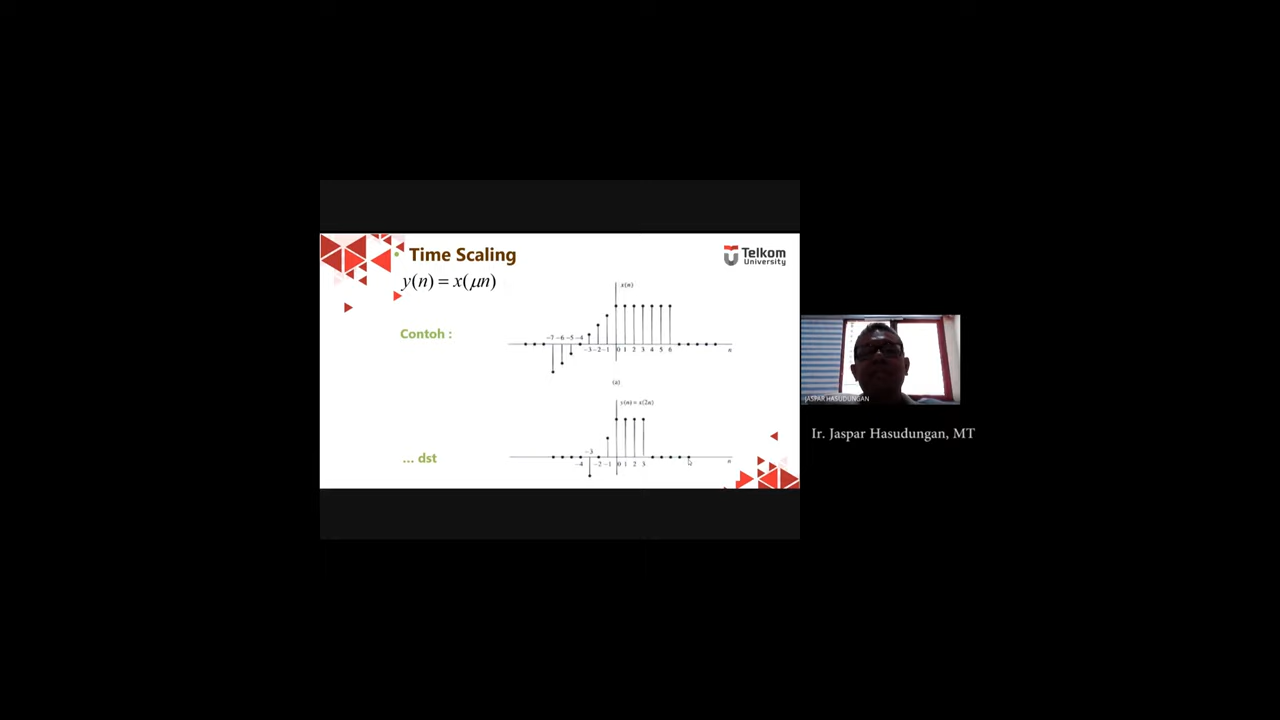 Time Scaling
Telkom
University
y(n) = x(μn)
x(n)
Contoh :
−7 −6 −5 −4
−3 −2 −1 0 1 2 3 4 5 6
n
(a)
y(n) = x(2n)
−3
... dst
−4 −2 −1 0 1 2 3
n
JASPAR HASUDUNGAN
Ir. Jaspar Hasudungan, MT